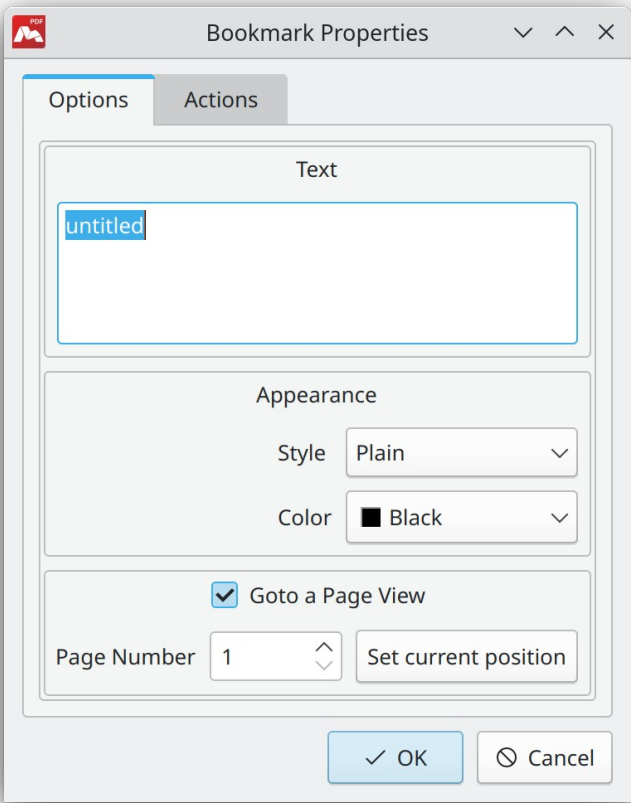 PDF
Bookmark Properties
Options Actions
Text
untitled
Appearance
Style Plain
Color Black
Goto a Page View
Page Number 1 Set current position
OK Cancel